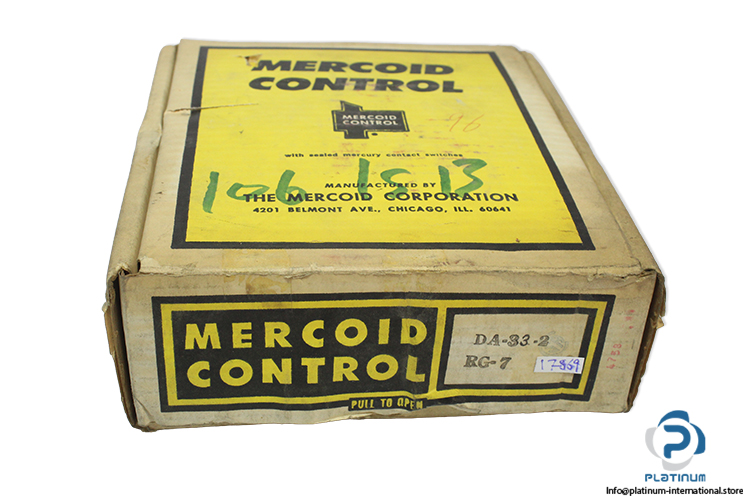 MERCOID
CONTROL
MERCOID
CONTROL
96
with sealed mercury contact switches
106 15 13
MANUFACTURED BY
THE MERCOID CORPORATION
4201 BELMONT AVE., CHICAGO, ILL. 60641
MERCOID
CONTROL
DA-33-2
RG-7
17869
PULL TO OPEN
PLATINUM
Info@platinum-international.store